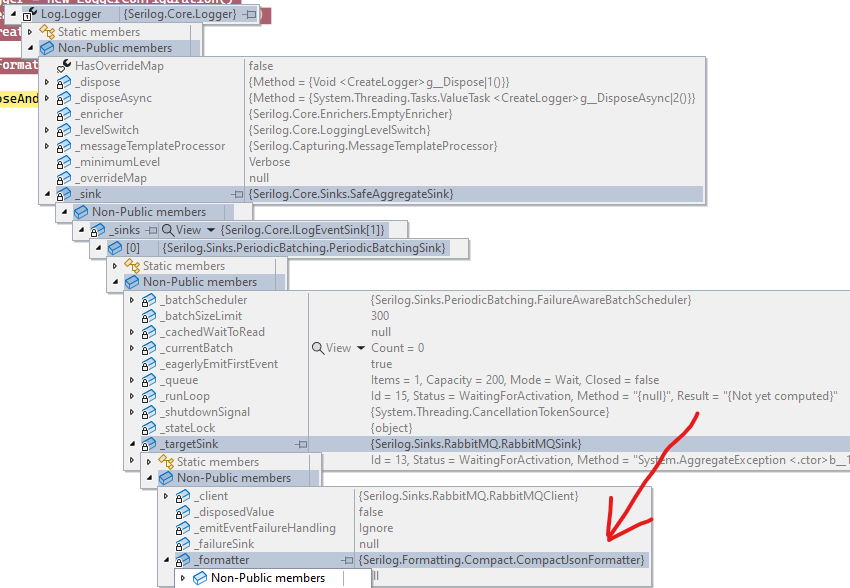 Log.Logger {Serilog.Core.Logger}
Static members
Non-Public members
HasOverrideMap false
_dispose {Method = {Void <CreateLogger>g__Dispose|1()}}
_disposeAsync {Method = {System.Threading.Tasks.ValueTask <CreateLogger>g__DisposeAsync|2()}}
_enricher {Serilog.Core.Enrichers.EmptyEnricher}
_levelSwitch {Serilog.Core.LoggingLevelSwitch}
_messageTemplateProcessor {Serilog.Capturing.MessageTemplateProcessor}
_minimumLevel Verbose
_overrideMap null
_sink {Serilog.Core.Sinks.SafeAggregateSink}
Non-Public members
_sinks View {Serilog.Core.ILogEventSink[1]}
[0] {Serilog.Sinks.PeriodicBatching.PeriodicBatchingSink}
Static members
Non-Public members
_batchScheduler {Serilog.Sinks.PeriodicBatching.FailureAwareBatchScheduler}
_batchSizeLimit 300
_cachedWaitToRead null
_currentBatch View Count = 0
_eagerlyEmitFirstEvent true
_queue Items = 1, Capacity = 200, Mode = Wait, Closed = false
_runLoop Id = 15, Status = WaitingForActivation, Method = "{null}", Result = "{Not yet computed}"
_shutdownSignal {System.Threading.CancellationTokenSource}
_stateLock {object}
_targetSink {Serilog.Sinks.RabbitMQ.RabbitMQSink}
Static members Id = 13, Status = WaitingForActivation, Method = "System.AggregateException <.ctor>b__1
Non-Public members
_client {Serilog.Sinks.RabbitMQ.RabbitMQClient}
_disposedValue false
_emitEventFailureHandling Ignore
_failureSink null
_formatter {Serilog.Formatting.Compact.CompactJsonFormatter}
Non-Public members